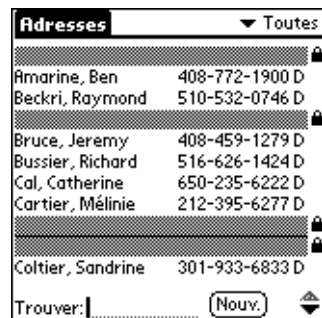 Adresses ▼ Toutes
Amarine, Ben 408-772-1900 D
Beckri, Raymond 510-532-0746 D
Bruce, Jeremy 408-459-1279 D
Bussier, Richard 516-626-1424 D
Cal, Catherine 650-235-6222 D
Cartier, Mélinie 212-395-6277 D
Coltier, Sandrine 301-933-6833 D
Trouver: Nouv.